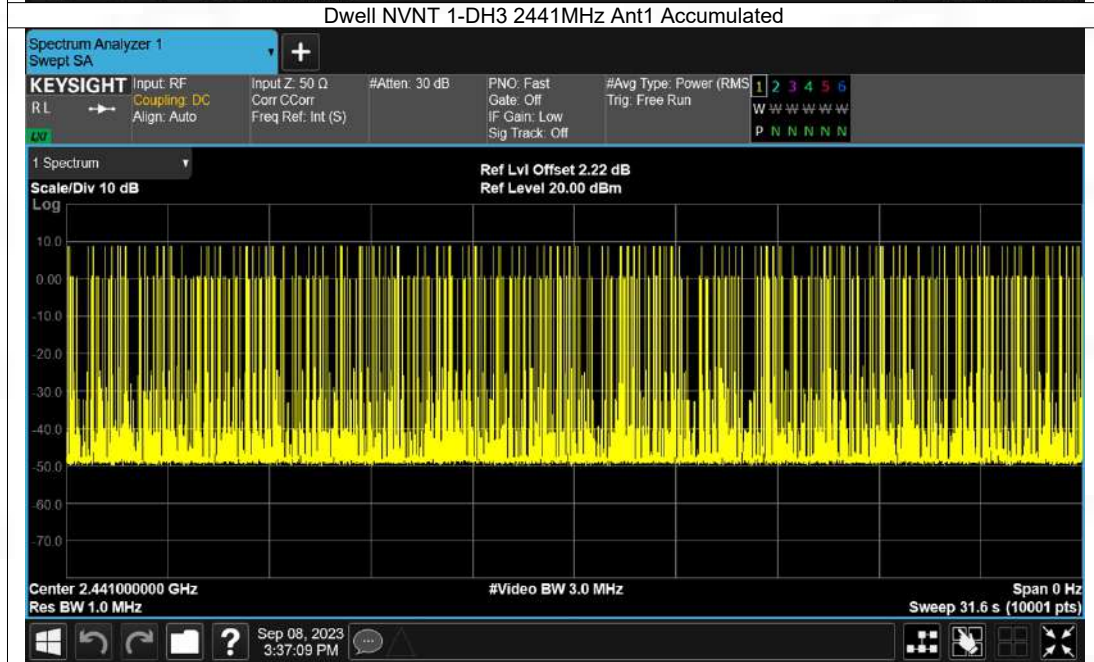 Dwell NVNT 1-DH3 2441MHz Ant1 Accumulated
Spectrum Analyzer 1
Swept SA
+
KEYSIGHT
R L
LXI
Input: RF
Coupling: DC
Align: Auto
Input Z: 50 Ω
Corr CCorr
Freq Ref: Int (S)
#Atten: 30 dB
PNO: Fast
Gate: Off
IF Gain: Low
Sig Track: Off
#Avg Type: Power (RMS
Trig: Free Run
1 2 3 4 5 6
W W W W W W
P N N N N N
1 Spectrum
Scale/Div 10 dB
Ref Lvl Offset 2.22 dB
Ref Level 20.00 dBm
Log
10.0
0.00
-10.0
-20.0
-30.0
-40.0
-50.0
-60.0
-70.0
Center 2.441000000 GHz
Res BW 1.0 MHz
#Video BW 3.0 MHz
Span 0 Hz
Sweep 31.6 s (10001 pts)
?
Sep 08, 2023
3:37:09 PM